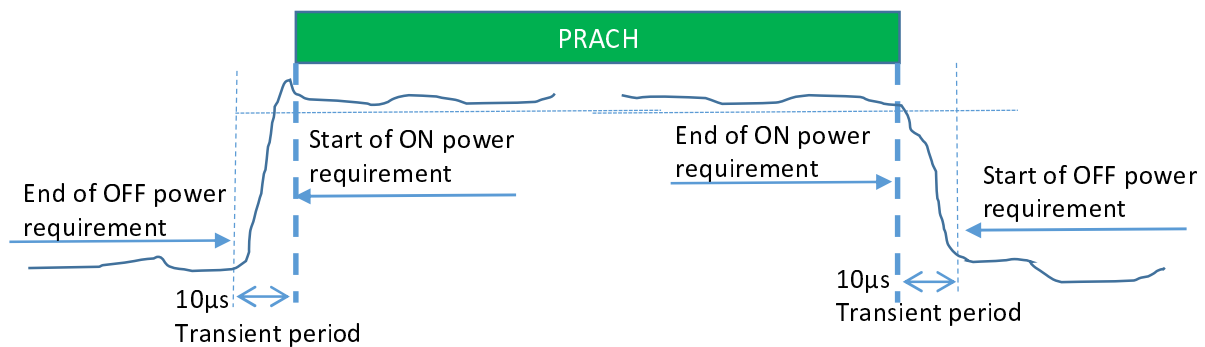 PRACH
Start of ON power
requirement
End of ON power
requirement
End of OFF power
requirement
Start of OFF power
requirement
10μs
Transient period
10μs
Transient period